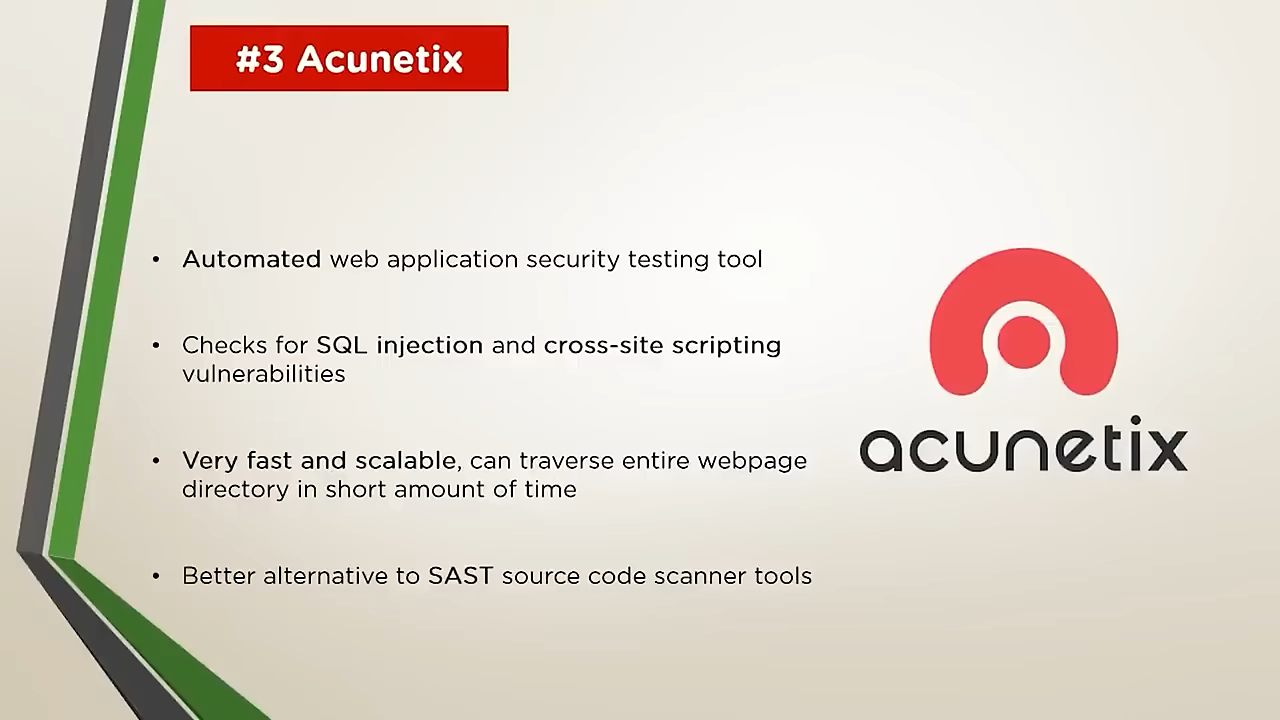 #3 Acunetix
• Automated web application security testing tool
• Checks for SQL injection and cross-site scripting
vulnerabilities
• Very fast and scalable, can traverse entire webpage
directory in short amount of time
• Better alternative to SAST source code scanner tools
acunetix